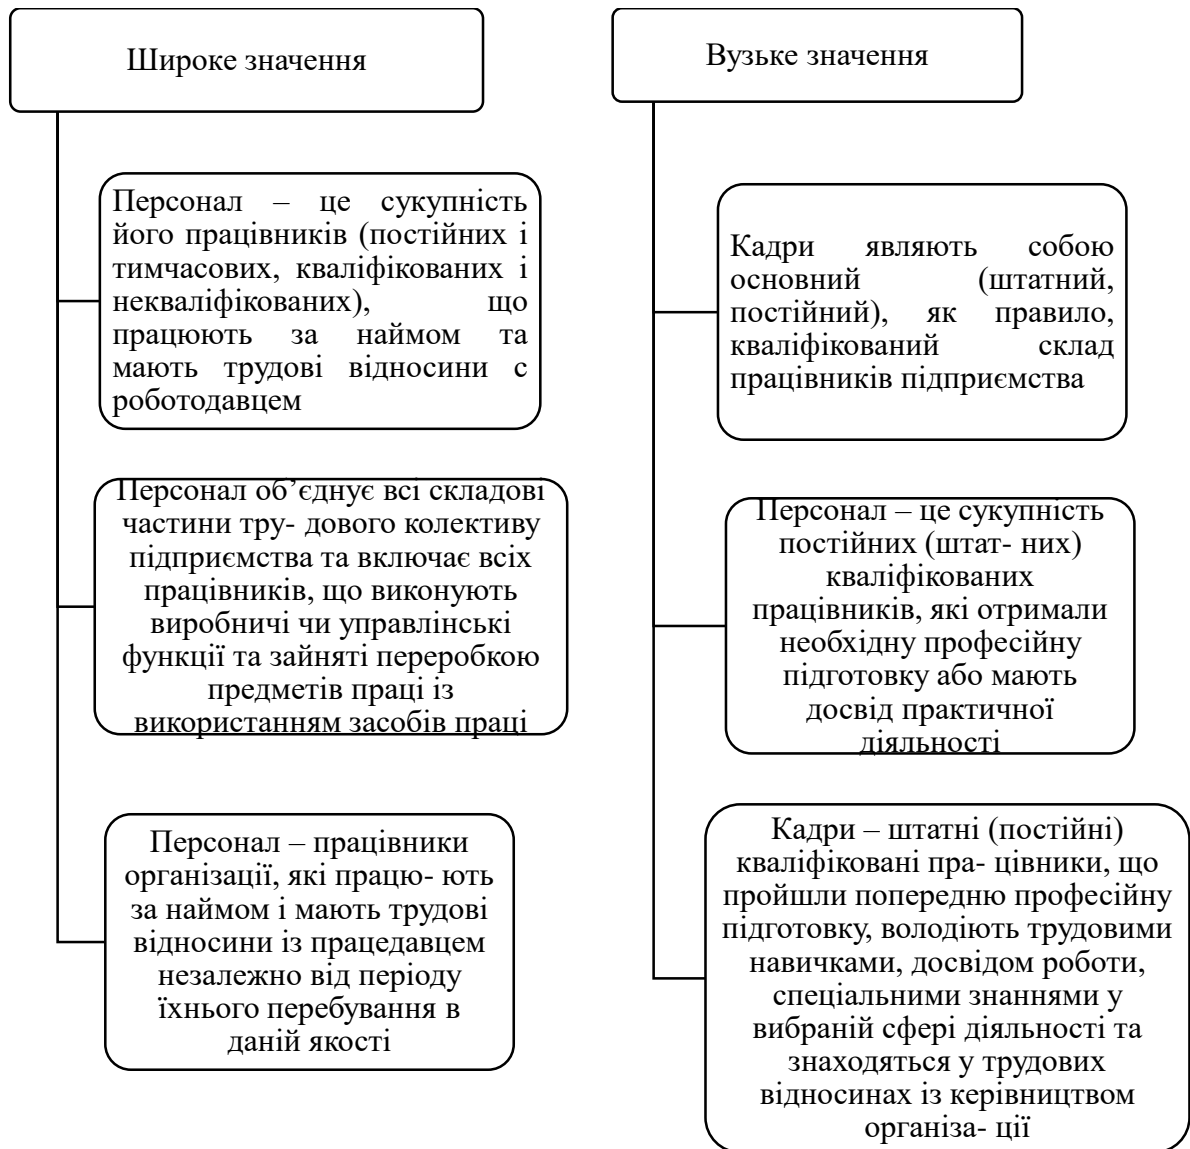 Широке значення
Персонал – це сукупність
його працівників (постійних і
тимчасових, кваліфікованих і
некваліфікованих), що
працюють за наймом та
мають трудові відносини с
роботодавцем
Персонал об’єднує всі складові
частини тру- дового колективу
підприємства та включає всіх
працівників, що виконують
виробничі чи управлінські
функції та зайняті переробкою
предметів праці із
використанням засобів праці
Персонал – працівники
організації, які працю- ють
за наймом і мають трудові
відносини із працедавцем
незалежно від періоду
їхнього перебування в
даній якості
Вузьке значення
Кадри являють собою
основний (штатний,
постійний), як правило,
кваліфікований склад
працівників підприємства
Персонал – це сукупність
постійних (штат- них)
кваліфікованих
працівників, які отримали
необхідну професійну
підготовку або мають
досвід практичної
діяльності
Кадри – штатні (постійні)
кваліфіковані пра- цівники, що
пройшли попередню професійну
підготовку, володіють трудовими
навичками, досвідом роботи,
спеціальними знаннями у
вибраній сфері діяльності та
знаходяться у трудових
відносинах із керівництвом
організа- ції